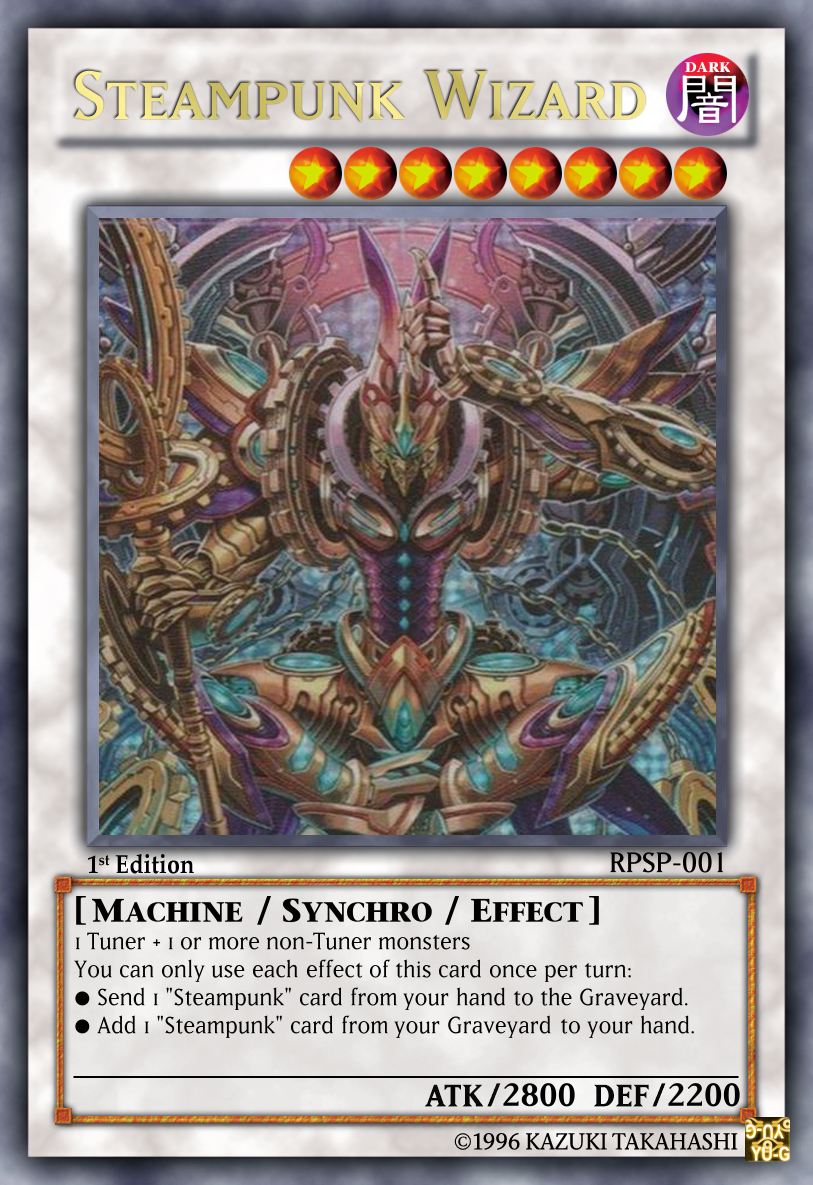 Steampunk Wizard
DARK
闇
1st Edition
RPSP-001
[ Machine / Synchro / Effect ]
1 Tuner + 1 or more non-Tuner monsters
You can only use each effect of this card once per turn:
● Send 1 "Steampunk" card from your hand to the Graveyard.
● Add 1 "Steampunk" card from your Graveyard to your hand.
ATK/2800 DEF/2200
©1996 KAZUKI TAKAHASHI